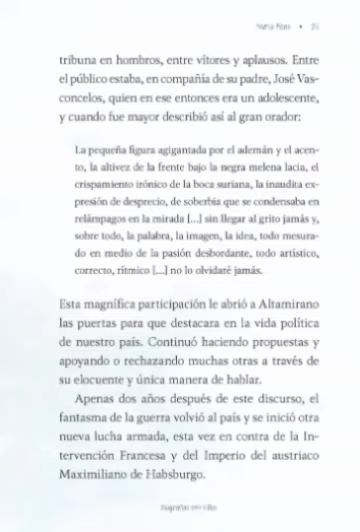 tribuna en hombros, entre vítores y aplausos. Entre
el público estaba, en compañía de su padre, José Vas-
concelos, quien en ese entonces era un adolescente,
y cuando fue mayor describió así al gran orador:
La pequeña figura agigantada por el ademán y el acen-
to, la altivez de la frente bajo la negra melena lacia, el
crispamiento irónico de la boca suriana, la inaudita ex-
presión de desprecio, de soberbia que se condensaba en
relámpagos en la mirada [...] sin llegar al grito jamás y,
sobre todo, la palabra, la imagen, la idea, todo mesura-
do en medio de la pasión desbordante, todo artístico,
correcto, rítmico [...] no lo olvidaré jamás.
Esta magnífica participación le abrió a Altamirano
las puertas para que destacara en la vida política
de nuestro país. Continuó haciendo propuestas y
apoyando o rechazando muchas otras a través de
su elocuente y única manera de hablar.
Apenas dos años después de este discurso, el
fantasma de la guerra volvió al país y se inició otra
nueva lucha armada, esta vez en contra de la In-
tervención Francesa y del Imperio del austriaco
Maximiliano de Habsburgo.